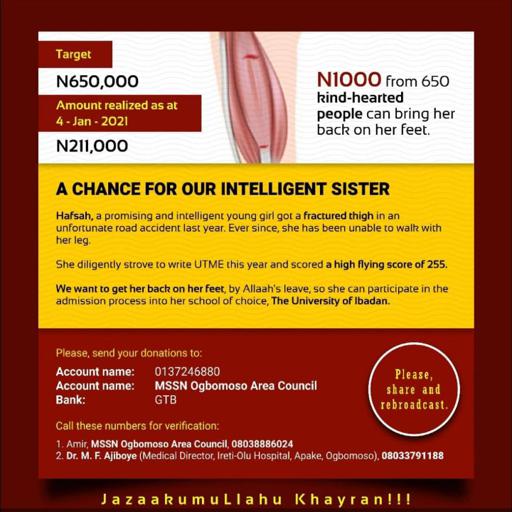 Target
N650,000
Amount realized as at
4 - Jan - 2021
N211,000
N1000 from 650
kind-hearted
people can bring her
back on her feet.
A CHANCE FOR OUR INTELLIGENT SISTER
Hafsah, a promising and intelligent young girl got a fractured thigh in an
unfortunate road accident last year. Ever since, she has been unable to walk with
her leg.
She diligently strove to write UTME this year and scored a high flying score of 255.
We want to get her back on her feet, by Allaah's leave, so she can participate in the
admission process into her school of choice, The University of Ibadan.
Please, send your donations to:
Account name: 0137246880
Account name: MSSN Ogbomoso Area Council
Bank: GTB
Please,
share and
rebroadcast.
Call these numbers for verification:
1. Amir, MSSN Ogbomoso Area Council, 08038886024
2. Dr. M. F. Ajiboye (Medical Director, Ireti-Olu Hospital, Apake, Ogbomoso), 08033791188
JazaakumuLlahu Khayran!!!